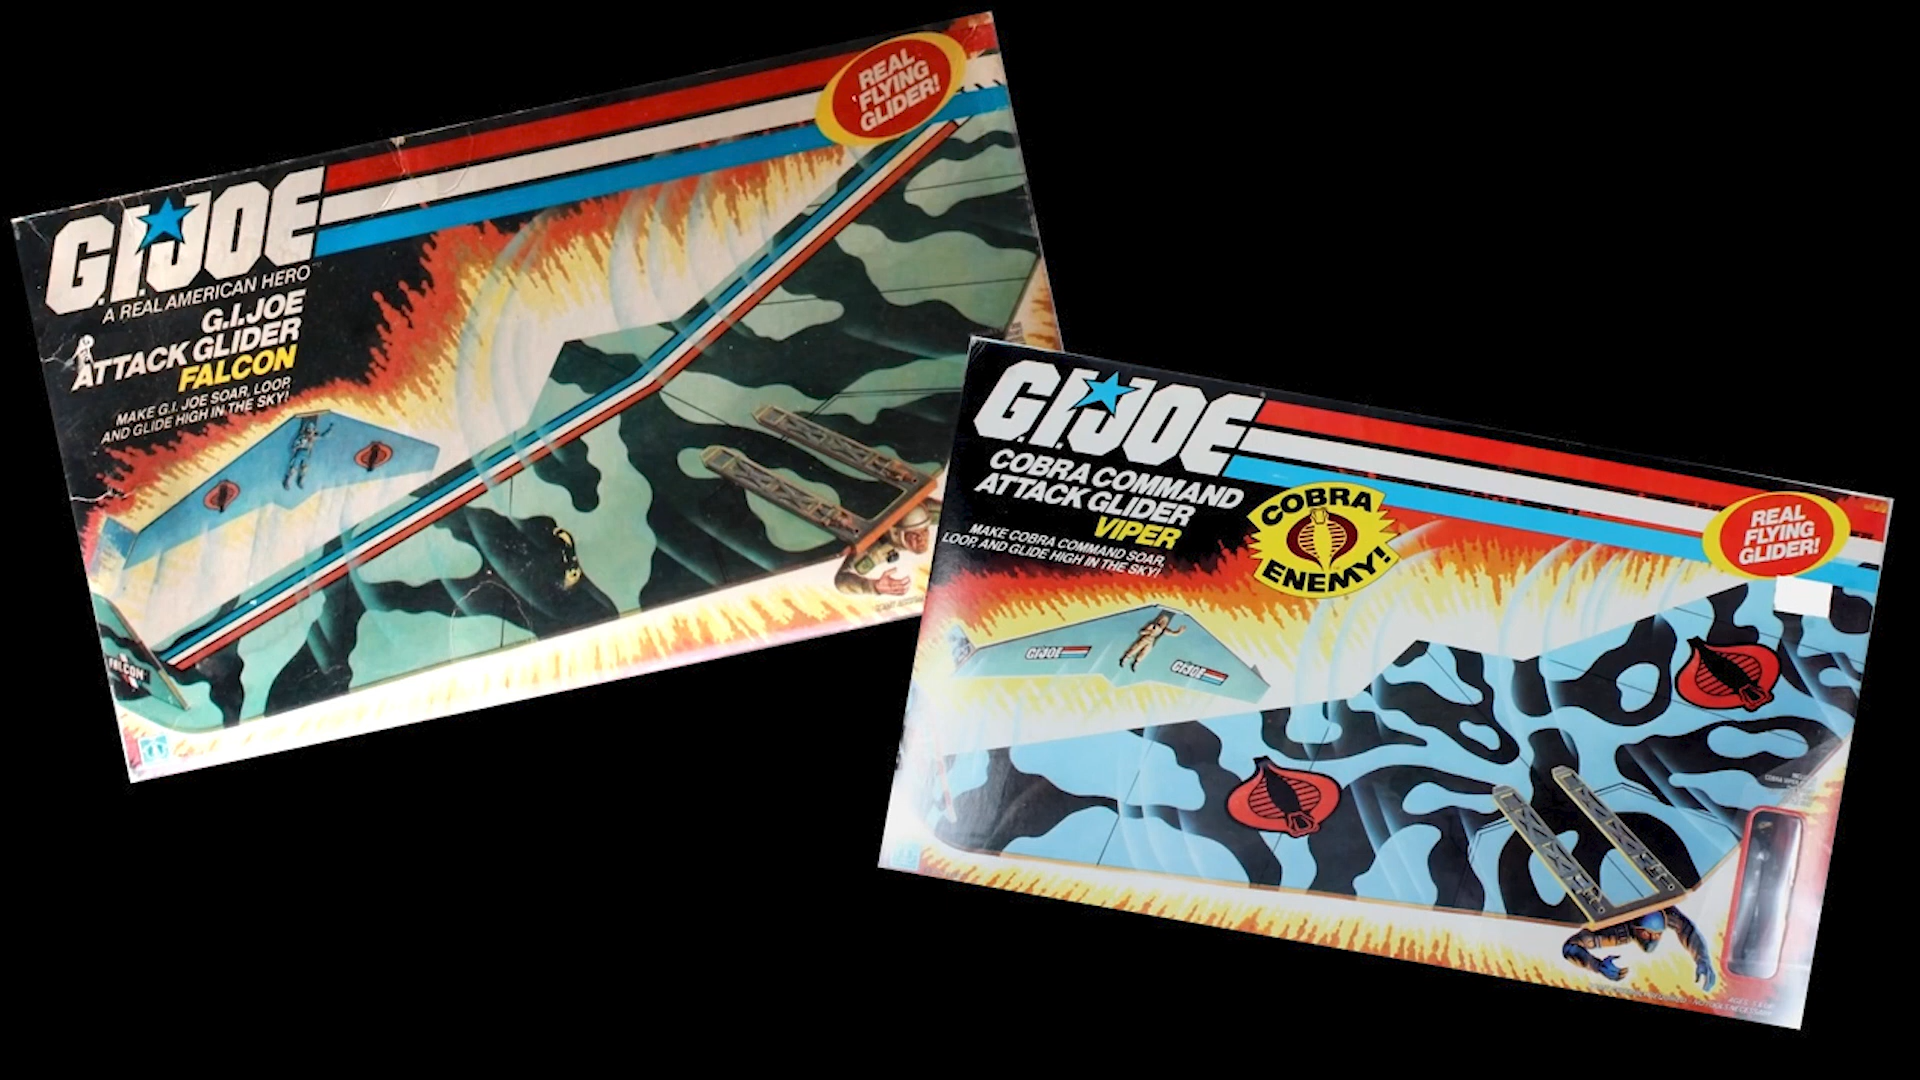 REAL
FLYING
GLIDER!
G.I.JOE
A REAL AMERICAN HERO
G.I. JOE
ATTACK GLIDER
FALCON
MAKE G.I. JOE SOAR, LOOP,
AND GLIDE HIGH IN THE SKY!
FALCON
G.I.JOE
COBRA COMMAND
ATTACK GLIDER
VIPER
MAKE COBRA COMMAND SOAR,
LOOP, AND GLIDE HIGH IN THE SKY!
COBRA
ENEMY!
REAL
FLYING
GLIDER!
GI JOE
GI JOE